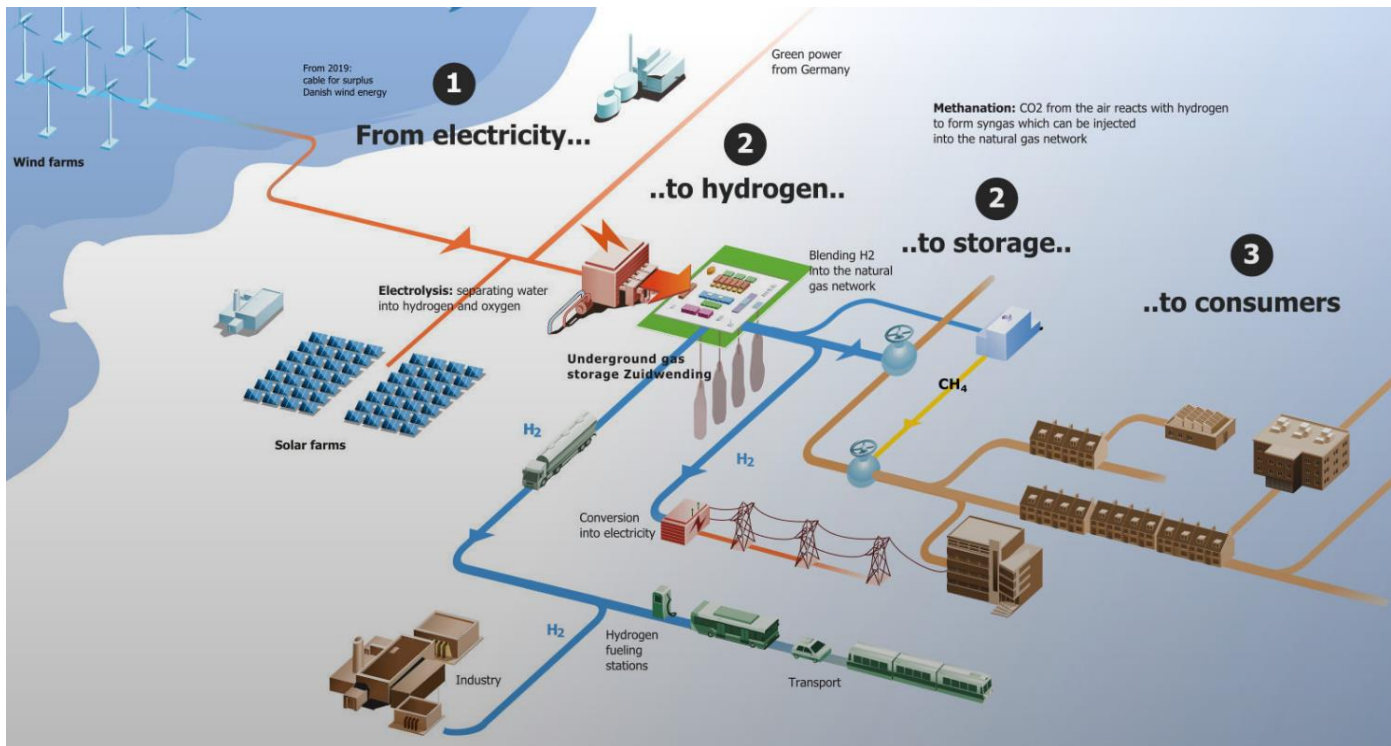 From 2019:
cable for surplus
Danish wind energy
1
From electricity...
Green power
from Germany
Wind farms
2
..to hydrogen..
Methanation: CO2 from the air reacts with hydrogen
to form syngas which can be injected
into the natural gas network
2
..to storage..
3
..to consumers
Electrolysis: separating water
into hydrogen and oxygen
Blending H2
Into the natural
gas network
Underground gas
storage Zuidwending
Solar farms
CH₄
H₂
H₂
Conversion
into electricity
H₂
Hydrogen
fueling
stations
Industry
Transport